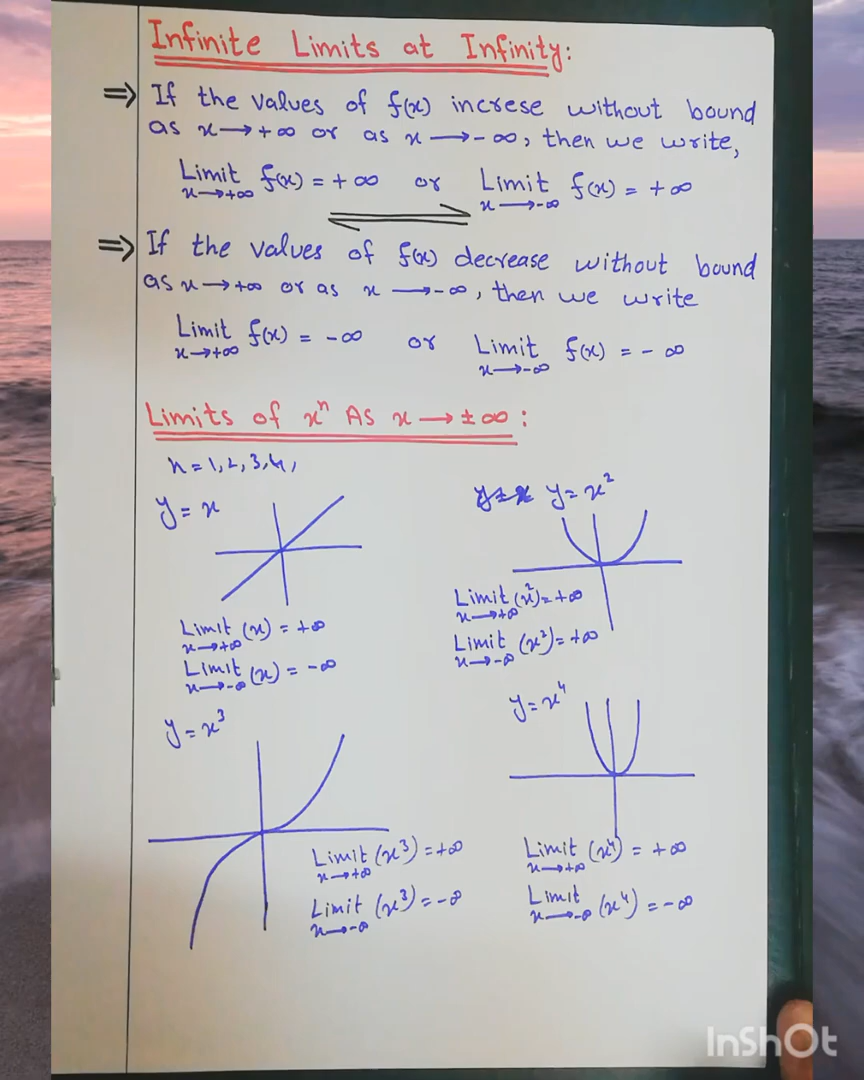 Infinite Limits at Infinity:
⇒ If the values of f(x) increse without bound
as x→+∞ or as x→-∞, then we write,
Limit f(x) = +∞ or Limit f(x) = +∞
x→+∞ x→-∞
⇒ If the values of f(x) decrease without bound
as x→+∞ or as x→-∞, then we write
Limit f(x) = -∞ or Limit f(x) = -∞
x→+∞ x→-∞
Limits of xⁿ As x→±∞:
n = 1, 2, 3, 4,
y = x
Limit (x) = +∞
x→+∞
Limit (x) = -∞
x→-∞
y = x²
Limit (x²) = +∞
x→+∞
Limit (x²) = +∞
x→-∞
y = x³
Limit (x³) = +∞
x→+∞
Limit (x³) = -∞
x→-∞
y = x⁴
Limit (x⁴) = +∞
x→+∞
Limit (x⁴) = -∞
x→-∞
InShOt